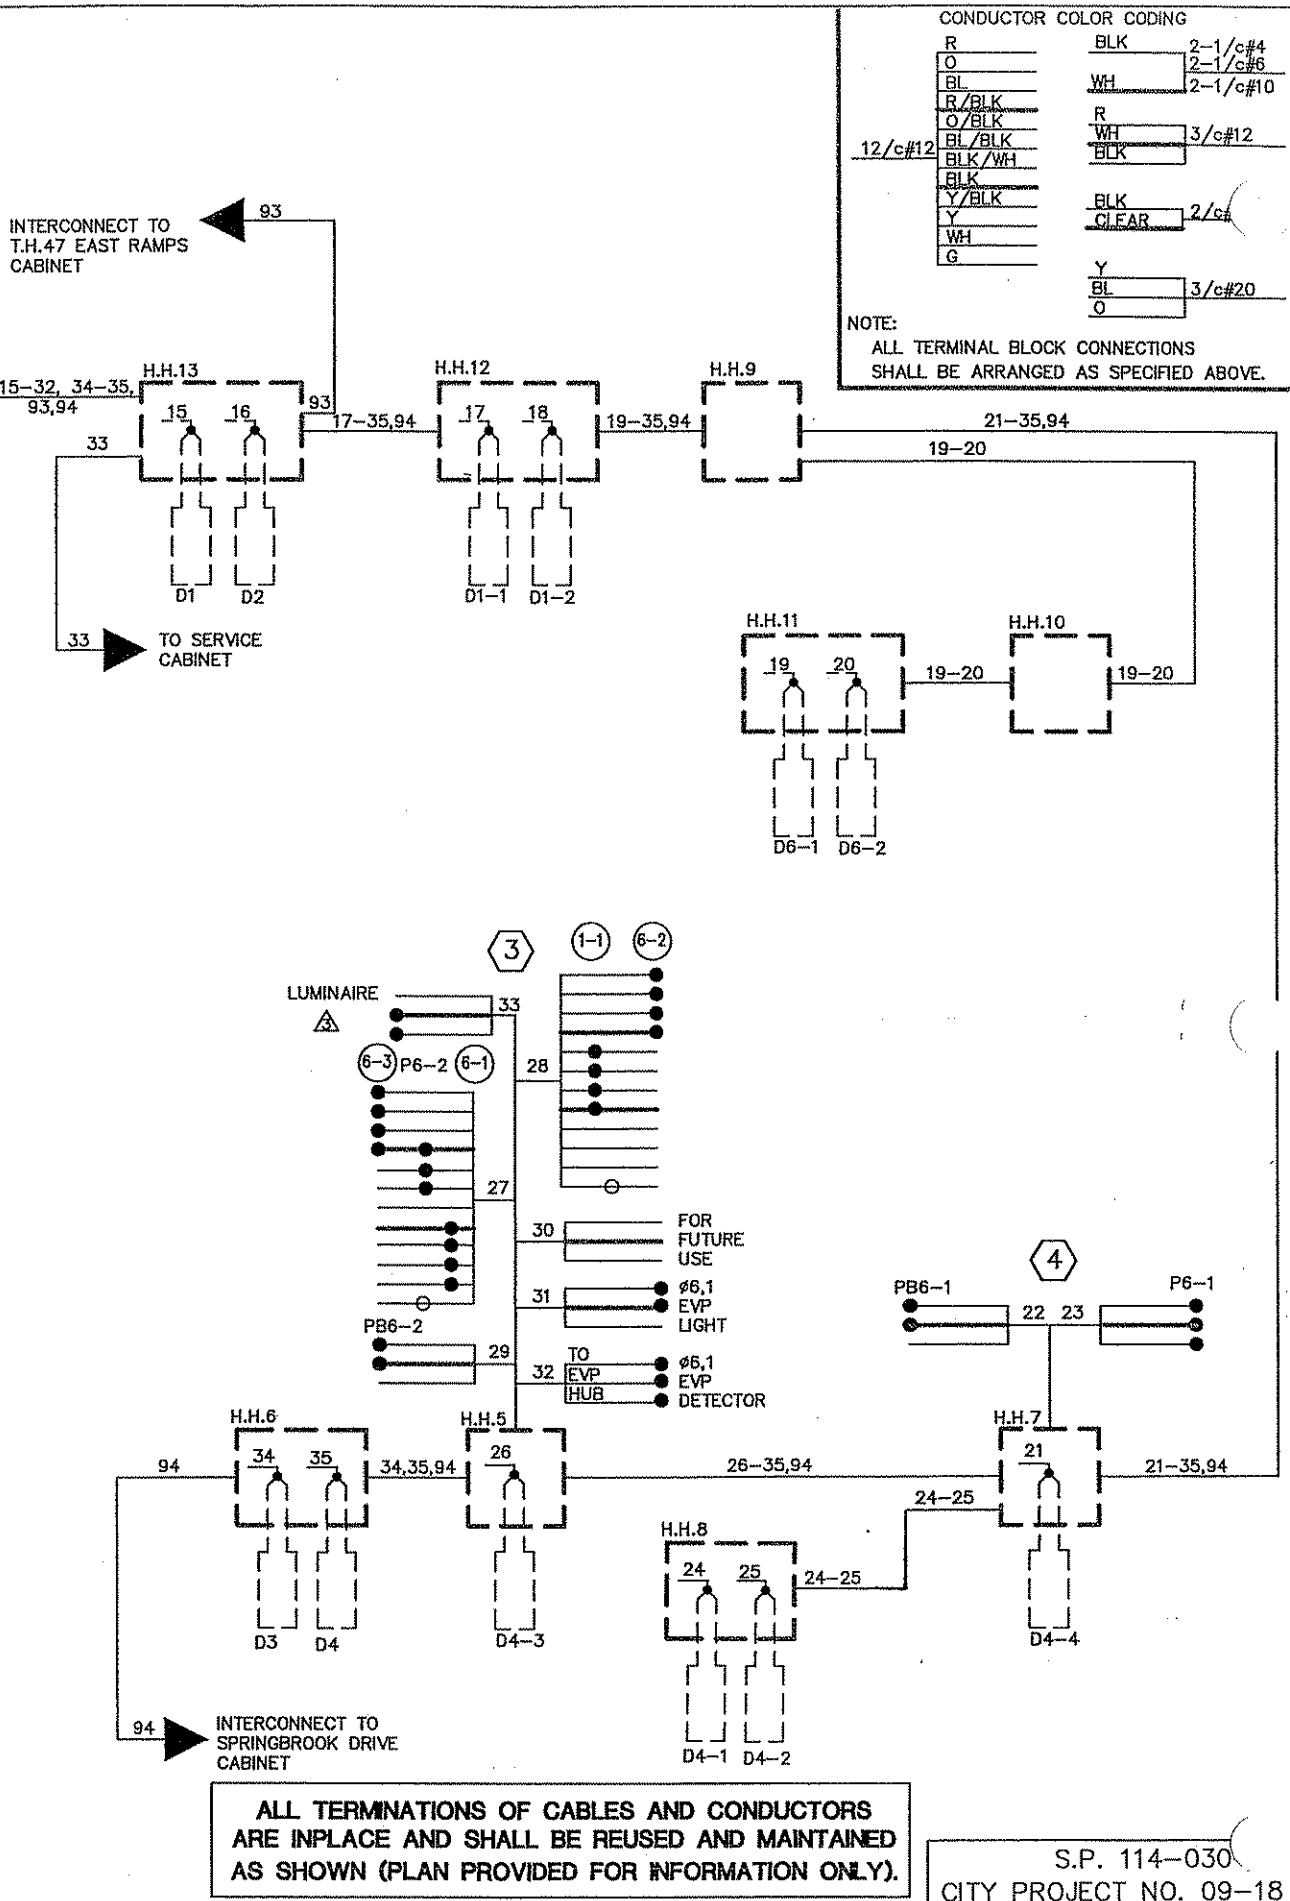 CONDUCTOR COLOR CODING
R
O
BL
R/BLK
O/BLK
BL/BLK
BLK/WH
BLK
Y/BLK
Y
WH
G
12/c#12
BLK
WH
2-1/c#4
2-1/c#6
2-1/c#10
R
WH
BLK
3/c#12
BLK
CLEAR
2/c#
Y
BL
O
3/c#20
NOTE:
ALL TERMINAL BLOCK CONNECTIONS
SHALL BE ARRANGED AS SPECIFIED ABOVE.
INTERCONNECT TO
T.H.47 EAST RAMPS
CABINET
93
15-32, 34-35,
93,94
H.H.13
15
16
93
33
D1
D2
33
TO SERVICE
CABINET
17-35,94
H.H.12
17
18
D1-1
D1-2
19-35,94
H.H.9
21-35,94
19-20
H.H.11
19
20
D6-1
D6-2
19-20
H.H.10
19-20
3
1-1
6-2
LUMINAIRE
3
33
28
6-3
P6-2
6-1
27
30
FOR
FUTURE
USE
31
ø6,1
EVP
LIGHT
PB6-2
29
32
TO
EVP
HUB
ø6,1
EVP
DETECTOR
4
PB6-1
22
23
P6-1
H.H.6
34
35
94
34,35,94
D3
D4
H.H.5
26
D4-3
26-35,94
H.H.7
21
D4-4
21-35,94
24-25
H.H.8
24
25
24-25
D4-1
D4-2
94
INTERCONNECT TO
SPRINGBROOK DRIVE
CABINET
ALL TERMINATIONS OF CABLES AND CONDUCTORS
ARE INPLACE AND SHALL BE REUSED AND MAINTAINED
AS SHOWN (PLAN PROVIDED FOR INFORMATION ONLY).
S.P. 114-030
CITY PROJECT NO. 09-18